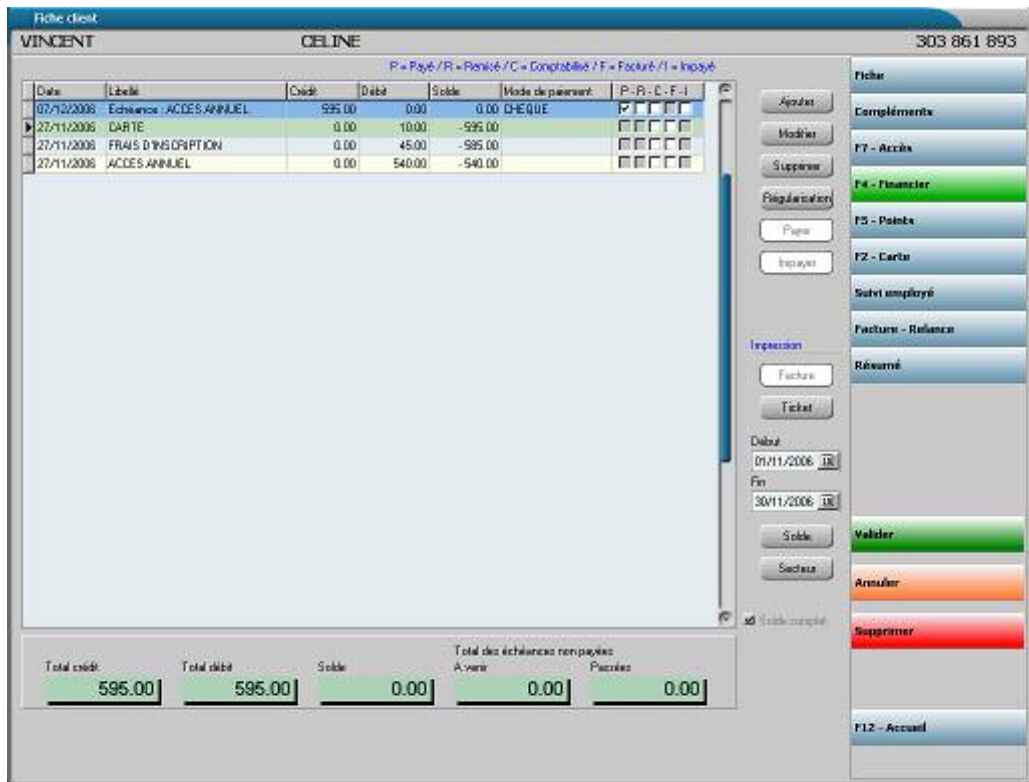 Fiche client
VINCENT CELINE 303 861 893
P = Payé / R = Remisé / C = Comptabilisé / F = Facturé / I = Impayé
Date Libellé Crédit Débit Solde Mode de paiement P - R - C - F - I
07/12/2006 Echéance : ACCES ANNUEL 595.00 0.00 0.00 CHEQUE
27/11/2006 CARTE 0.00 10.00 -595.00
27/11/2006 FRAIS D'INSCRIPTION 0.00 45.00 -585.00
27/11/2006 ACCES ANNUEL 0.00 540.00 -540.00
Ajouter
Modifier
Supprimer
Régularisation
Payer
Impayer
Impression
Facture
Ticket
Début
01/11/2006
Fin
30/11/2006
Solde
Secteur
Solde complet
Fiche
Compléments
F7 - Accès
F4 - Financier
F5 - Points
F2 - Carte
Suivi employé
Facture - Relance
Résumé
Valider
Annuler
Supprimer
F12 - Accueil
Total des échéances non payées
Total crédit Total débit Solde A venir Passées
595.00 595.00 0.00 0.00 0.00